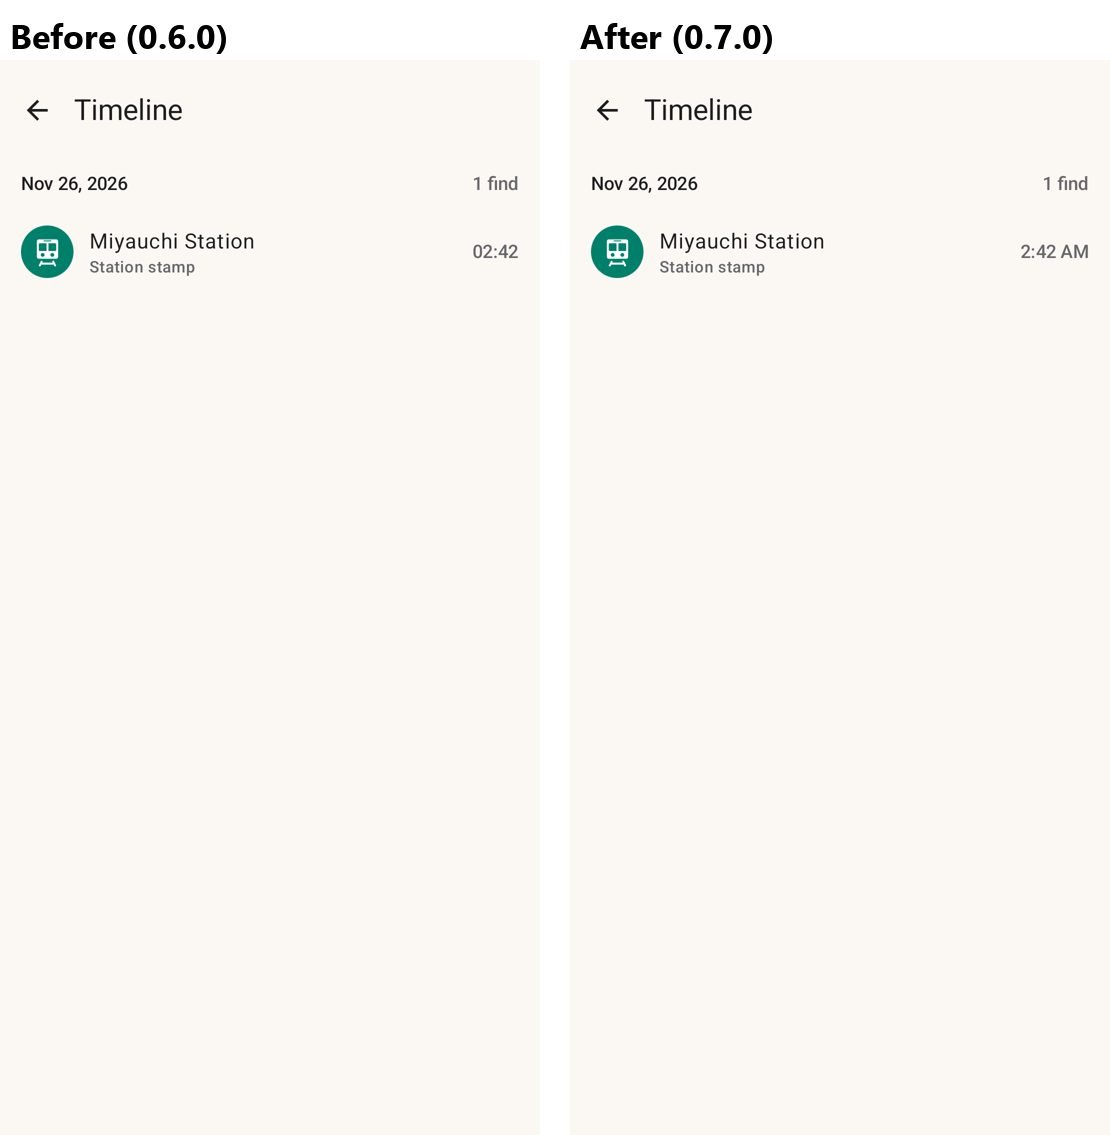 Before (0.6.0)
Timeline
Nov 26, 2026 1 find
Miyauchi Station
Station stamp
02:42
After (0.7.0)
Timeline
Nov 26, 2026 1 find
Miyauchi Station
Station stamp
2:42 AM